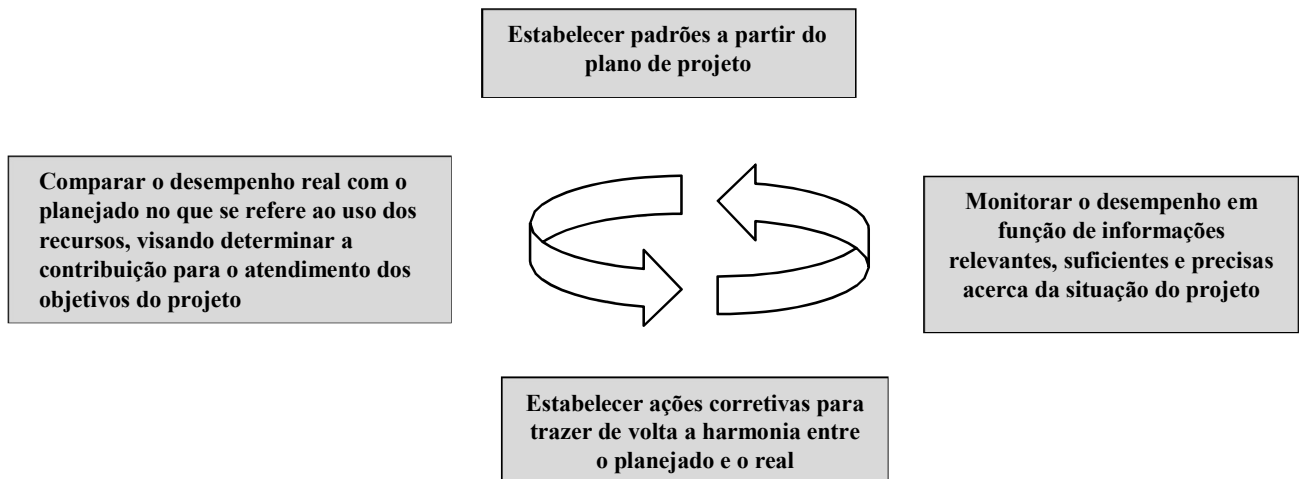 Estabelecer padrões a partir do
plano de projeto
Comparar o desempenho real com o
planejado no que se refere ao uso dos
recursos, visando determinar a
contribuição para o atendimento dos
objetivos do projeto
Monitorar o desempenho em
função de informações
relevantes, suficientes e precisas
acerca da situação do projeto
Estabelecer ações corretivas para
trazer de volta a harmonia entre
o planejado e o real